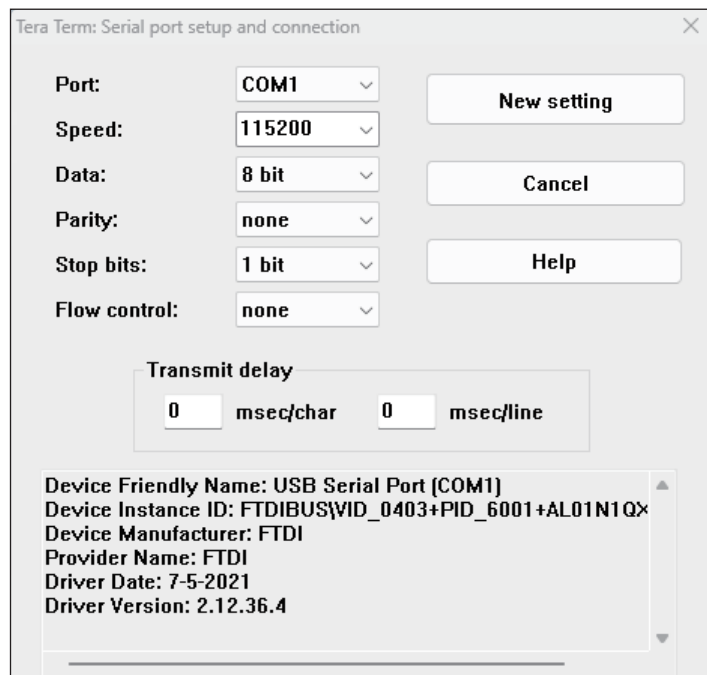 Tera Term: Serial port setup and connection
Port: COM1 New setting
Speed: 115200
Data: 8 bit Cancel
Parity: none
Stop bits: 1 bit Help
Flow control: none
Transmit delay
0 msec/char 0 msec/line
Device Friendly Name: USB Serial Port (COM1)
Device Instance ID: FTDIBUS\VID_0403+PID_6001+AL01N1QX
Device Manufacturer: FTDI
Provider Name: FTDI
Driver Date: 7-5-2021
Driver Version: 2.12.36.4